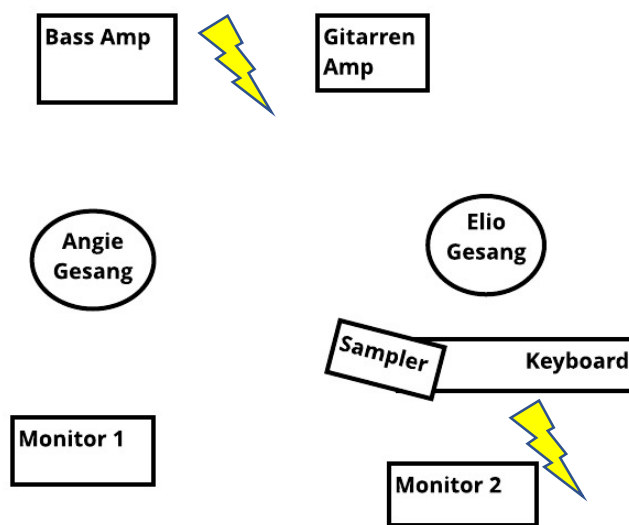 Bass Amp
Gitarren
Amp
Angie
Gesang
Elio
Gesang
Sampler
Keyboard
Monitor 1
Monitor 2